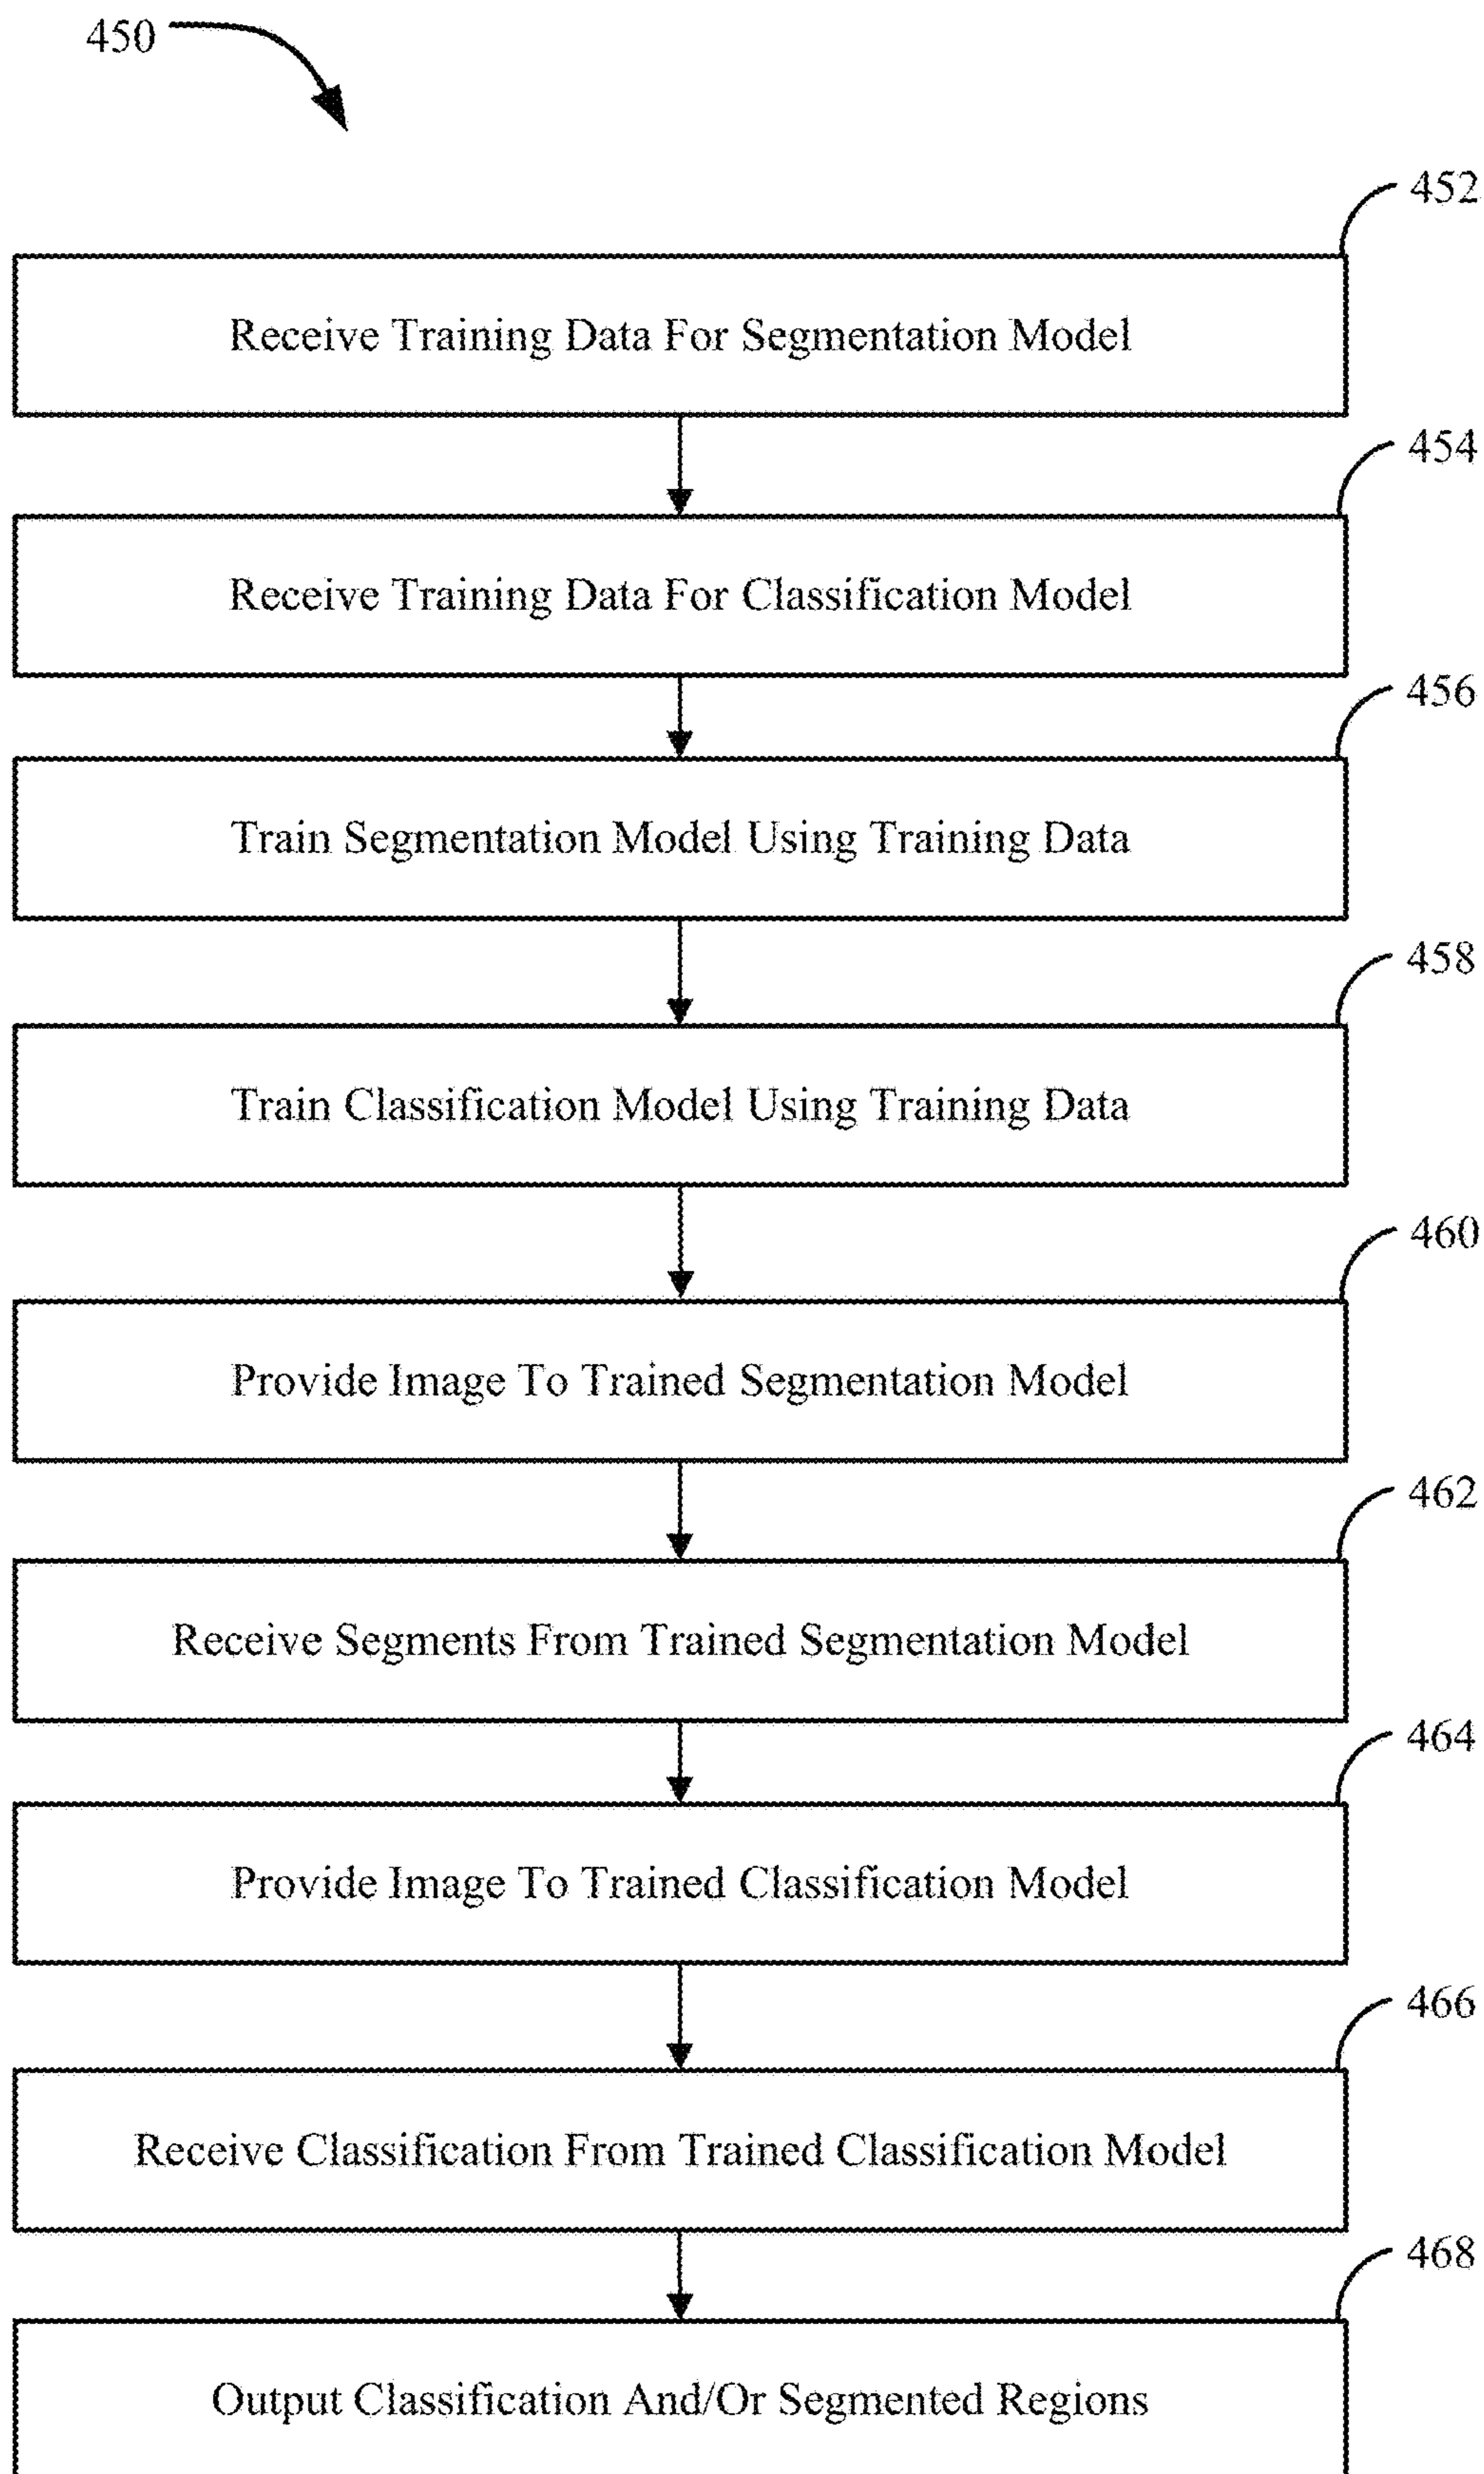 450
452
Receive Training Data For Segmentation Model
454
Receive Training Data For Classification Model
456
Train Segmentation Model Using Training Data
458
Train Classification Model Using Training Data
460
Provide Image To Trained Segmentation Model
462
Receive Segments From Trained Segmentation Model
464
Provide Image To Trained Classification Model
466
Receive Classification From Trained Classification Model
468
Output Classification And/Or Segmented Regions